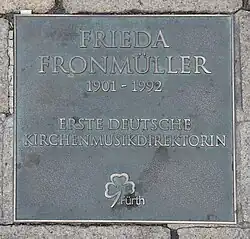 FRIEDA
FRONMÜLLER
1901 - 1992
ERSTE DEUTSCHE
KIRCHENMUSIKDIREKTORIN
Fürth